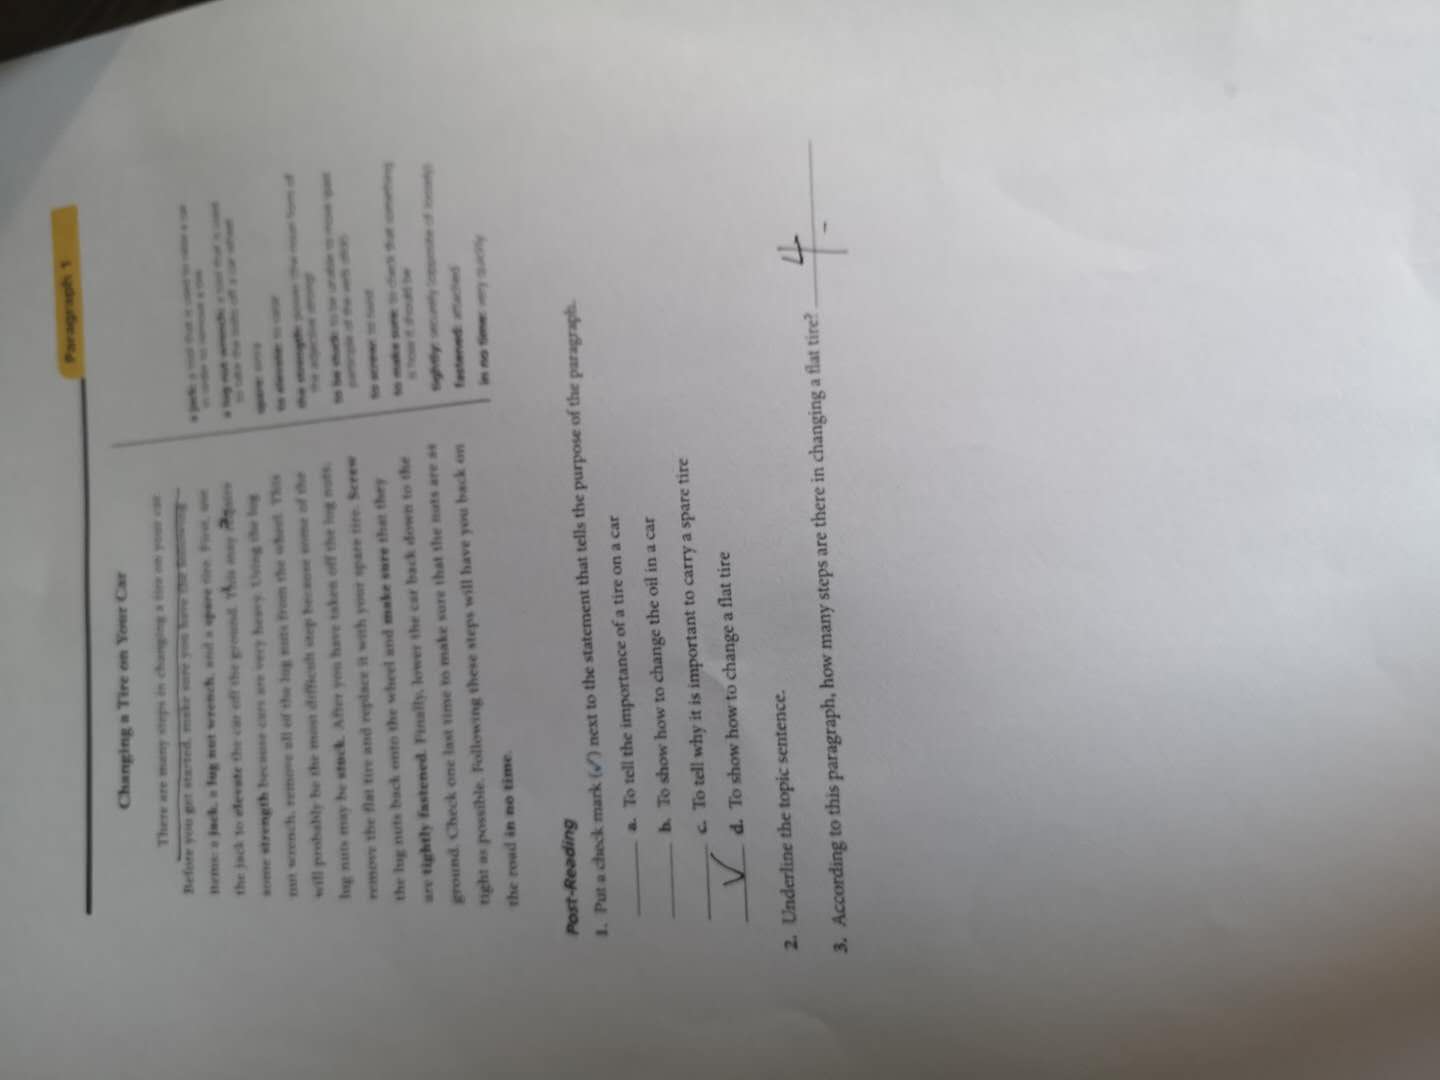 Paragraph 1
Changing a Tire on Your Car
There are many steps in changing a tire on your car.
Before you get started, make sure you have the following
items: a jack, a lug nut wrench, and a spare tire. First, use
the jack to elevate the car off the ground. This may require
some strength because cars are very heavy. Using the lug
nut wrench, remove all of the lug nuts from the wheel. This
will probably be the most difficult step because some of the
lug nuts may be stuck. After you have taken off the lug nuts,
remove the flat tire and replace it with your spare tire. Screw
the lug nuts back onto the wheel and make sure that they
are tightly fastened. Finally, lower the car back down to the
ground. Check one last time to make sure that the nuts are as
tight as possible. Following these steps will have you back on
the road in no time.
a jack: a tool that is used to raise a car
in order to remove a tire
a lug nut wrench: a tool that is used
to take the nuts off a car wheel
spare: extra
to elevate: to raise
the strength: power (the noun form of
the adjective strong)
to be stuck: to be unable to move (past
participle of the verb stick)
to screw: to twist
to make sure: to check that something
is how it should be
tightly: securely (opposite of loosely)
fastened: attached
in no time: very quickly
Post-Reading
1. Put a check mark (✓) next to the statement that tells the purpose of the paragraph.
a. To tell the importance of a tire on a car
b. To show how to change the oil in a car
c. To tell why it is important to carry a spare tire
✓ d. To show how to change a flat tire
2. Underline the topic sentence.
3. According to this paragraph, how many steps are there in changing a flat tire? 4